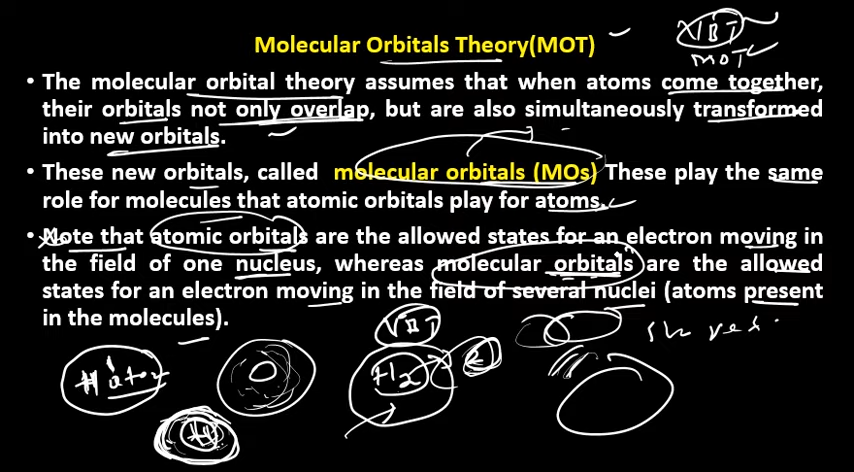 Molecular Orbitals Theory(MOT)
VBT
MOT
• The molecular orbital theory assumes that when atoms come together,
their orbitals not only overlap, but are also simultaneously transformed
into new orbitals.
• These new orbitals, called molecular orbitals (MOs) These play the same
role for molecules that atomic orbitals play for atoms.
• Note that atomic orbitals are the allowed states for an electron moving in
the field of one nucleus, whereas molecular orbitals are the allowed
states for an electron moving in the field of several nuclei (atoms present
in the molecules).
VBT
H atom
H2
2